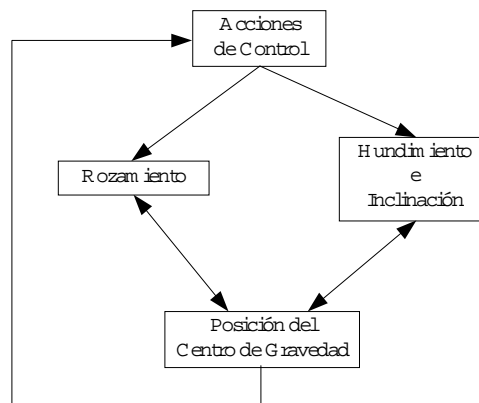 Acciones
de Control
Rozamiento
Hundimiento
e
Inclinación
Posición del
Centro de Gravedad